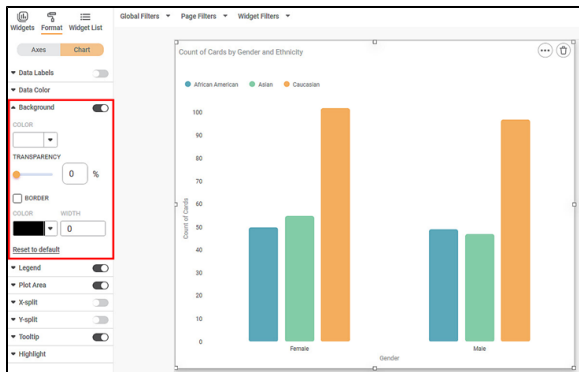 Widgets Format Widget List
Global Filters Page Filters Widget Filters
Axes Chart
Data Labels
Data Color
Background
COLOR
TRANSPARENCY
0 %
BORDER
COLOR WIDTH
0
Reset to default
Legend
Plot Area
X-split
Y-split
Tooltip
Highlight
Count of Cards by Gender and Ethnicity
African American Asian Caucasian
100
90
80
70
60
50
40
30
20
10
0
Count of Cards
Female Male
Gender